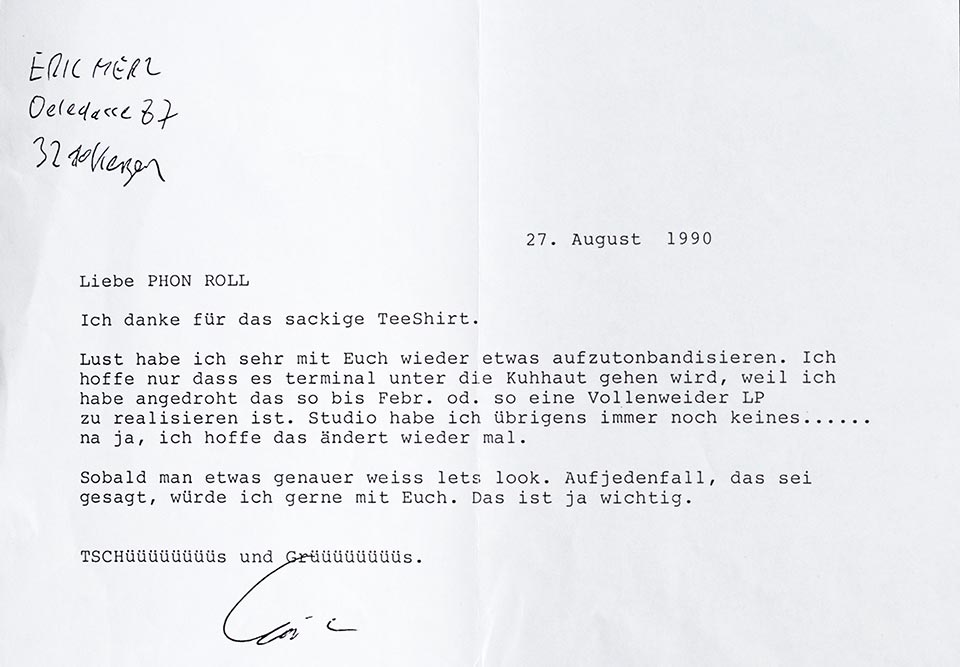 ERIC MERZ
27. August 1990
Liebe PHON ROLL
Ich danke für das sackige TeeShirt.
Lust habe ich sehr mit Euch wieder etwas aufzutonbandisieren. Ich
hoffe nur dass es terminal unter die Kuhhaut gehen wird, weil ich
habe angedroht das so bis Febr. od. so eine Vollenweider LP
zu realisieren ist. Studio habe ich übrigens immer noch keines......
na ja, ich hoffe das ändert wieder mal.
Sobald man etwas genauer weiss lets look. Aufjedenfall, das sei
gesagt, würde ich gerne mit Euch. Das ist ja wichtig.
TSCHüüüüüüüüs und Grüüüüüüüüs.